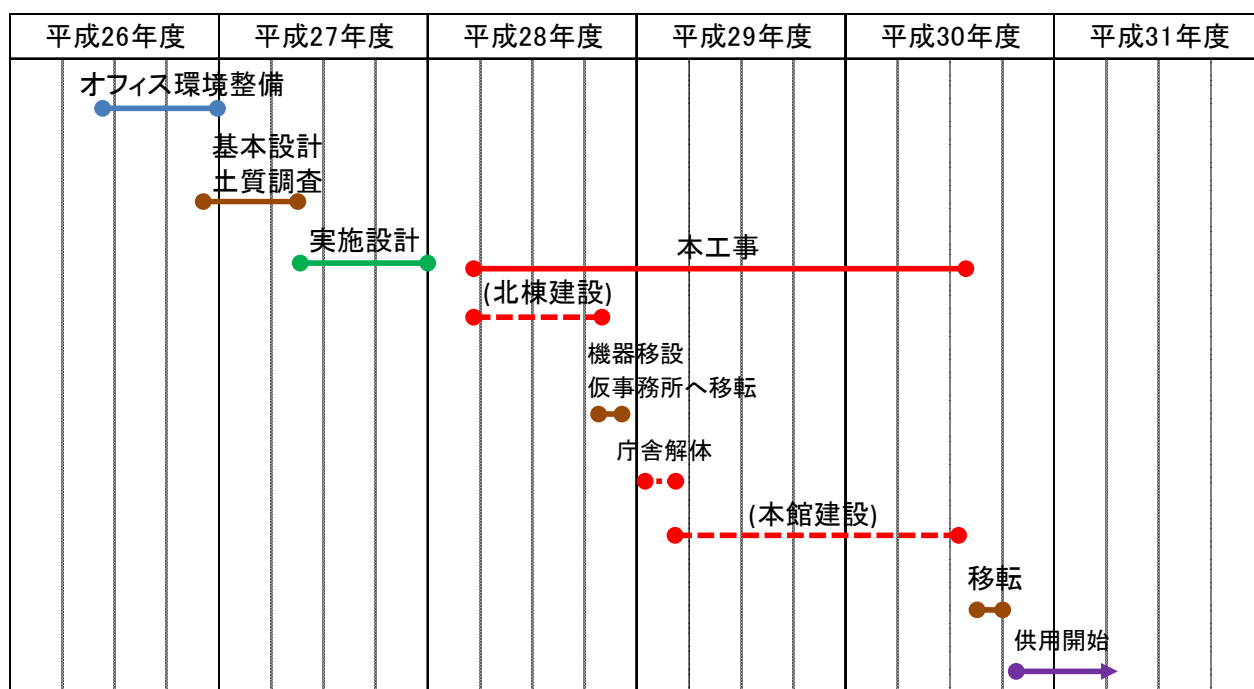 平成26年度
平成27年度
平成28年度
平成29年度
平成30年度
平成31年度
オフィス環境整備
基本設計
土質調査
実施設計
本工事
(北棟建設)
機器移設
仮事務所へ移転
庁舎解体
(本館建設)
移転
供用開始